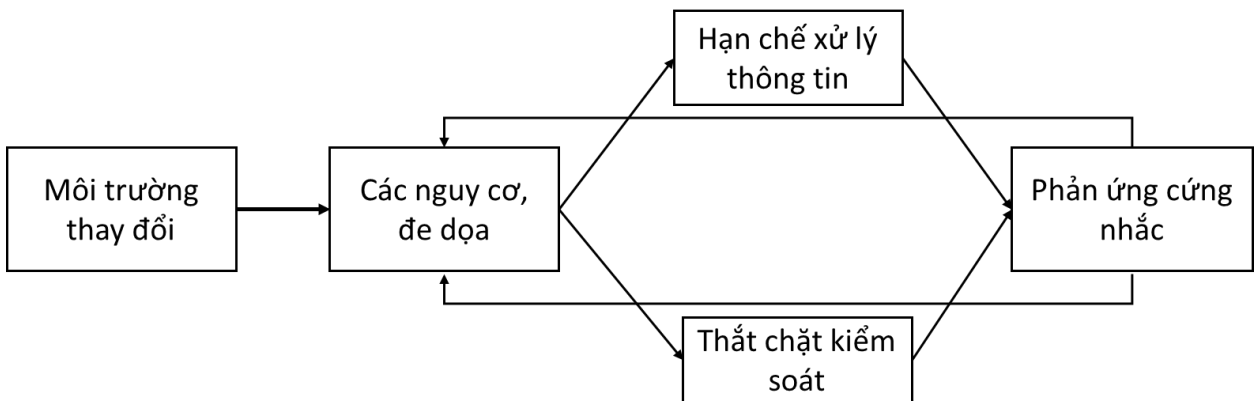 Hạn chế xử lý
thông tin
Môi trường
thay đổi
Các nguy cơ,
đe dọa
Phản ứng cứng
nhắc
Thắt chặt kiểm
soát